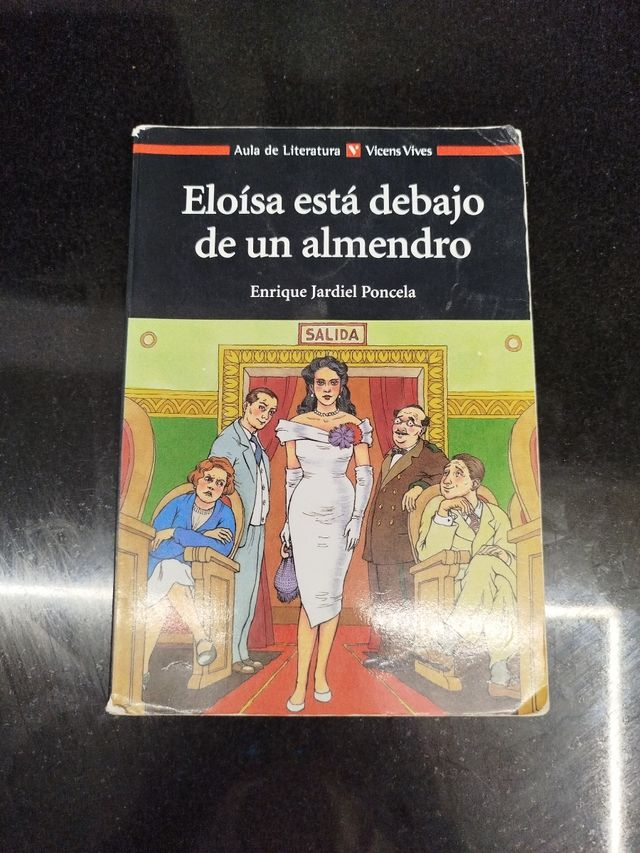 Aula de Literatura V Vicens Vives
Eloísa está debajo
de un almendro
Enrique Jardiel Poncela
SALIDA